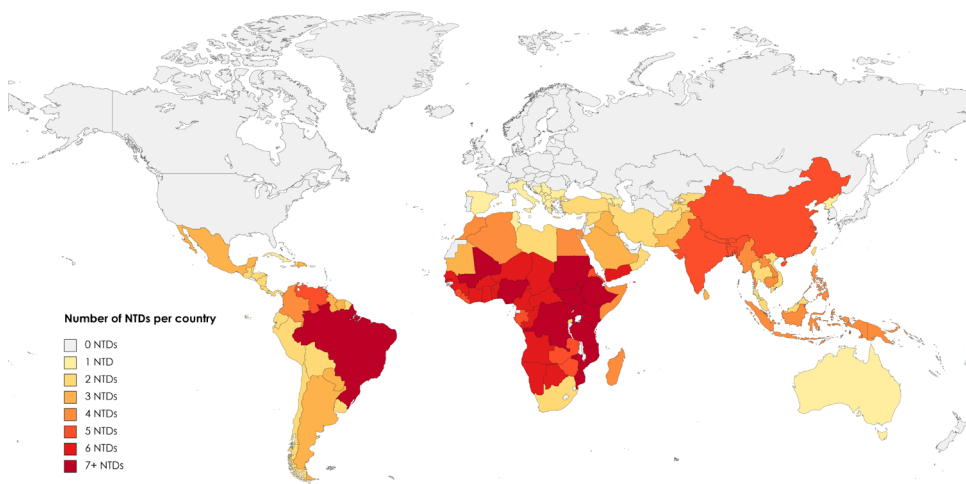 Number of NTDs per country
0 NTDs
1 NTD
2 NTDs
3 NTDs
4 NTDs
5 NTDs
6 NTDs
7+ NTDs